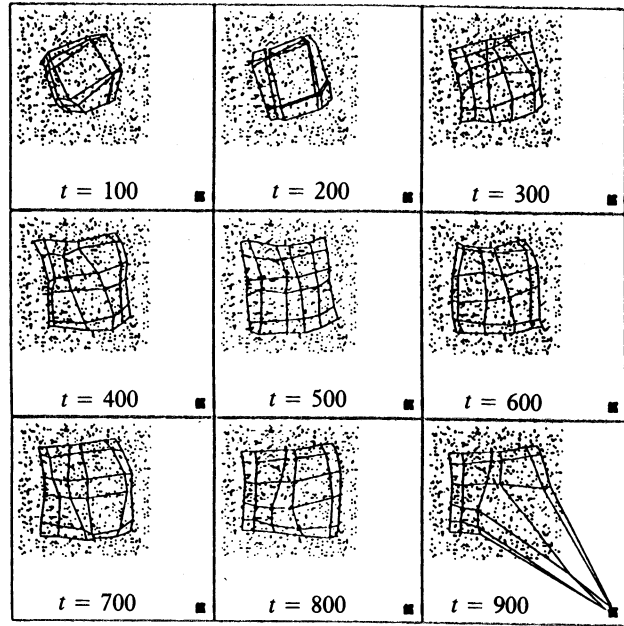 t = 100
t = 200
t = 300
t = 400
t = 500
t = 600
t = 700
t = 800
t = 900